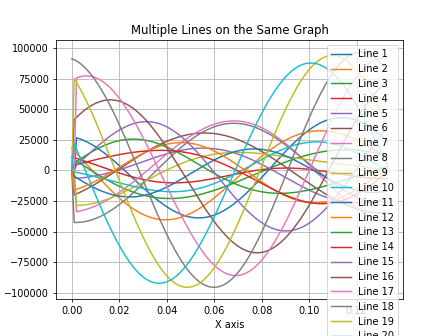 Multiple Lines on the Same Graph
100000
75000
50000
25000
0
−25000
−50000
−75000
−100000
0.00 0.02 0.04 0.06 0.08 0.10
X axis
Line 1
Line 2
Line 3
Line 4
Line 5
Line 6
Line 7
Line 8
Line 9
Line 10
Line 11
Line 12
Line 13
Line 14
Line 15
Line 16
Line 17
Line 18
Line 19
Line 20